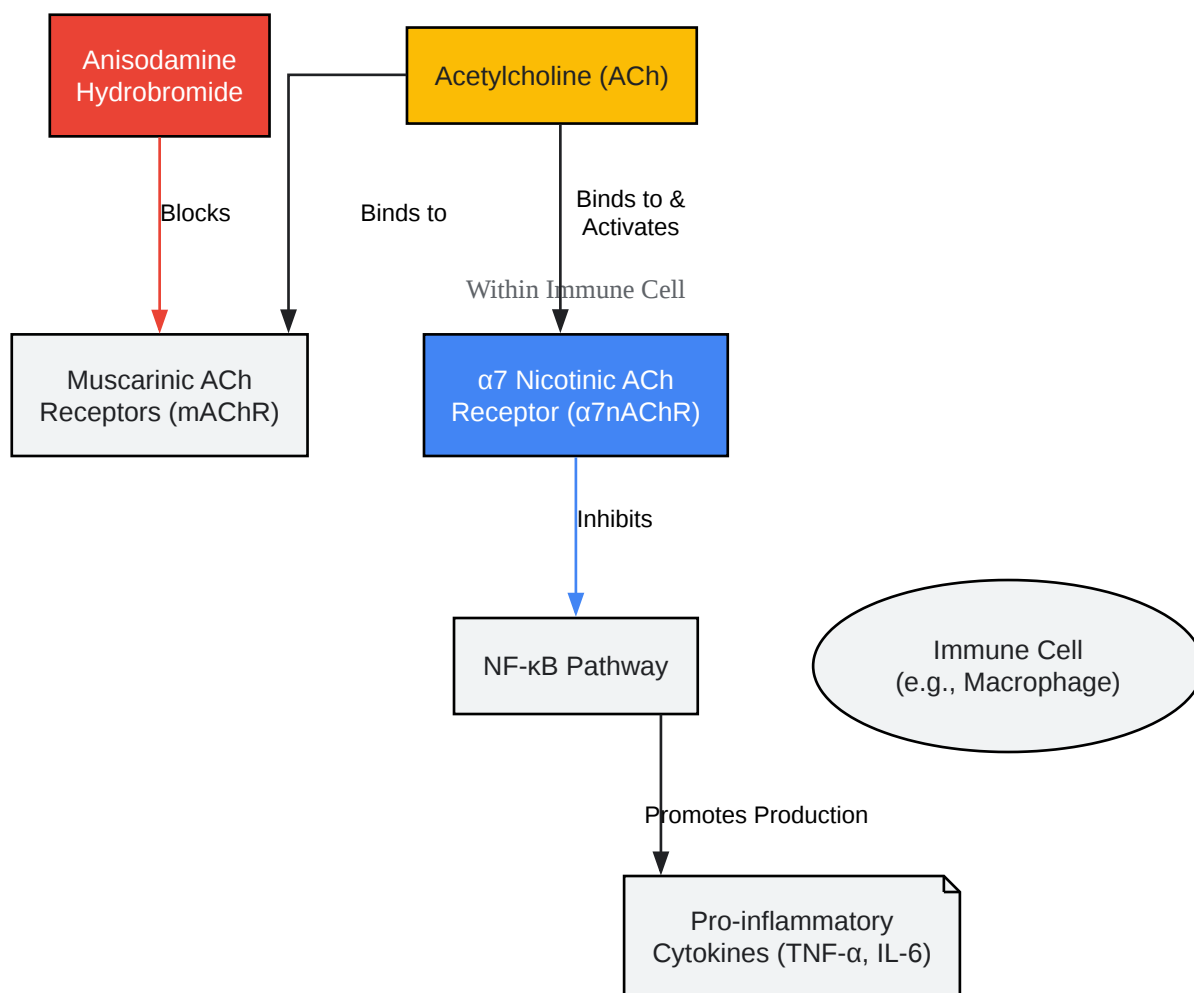 Anisodamine
Hydrobromide
Acetylcholine (ACh)
Blocks
Binds to
Binds to &
Activates
Within Immune Cell
Muscarinic ACh
Receptors (mAChR)
α7 Nicotinic ACh
Receptor (α7nAChR)
Inhibits
NF-κB Pathway
Immune Cell
(e.g., Macrophage)
Promotes Production
Pro-inflammatory
Cytokines (TNF-α, IL-6)